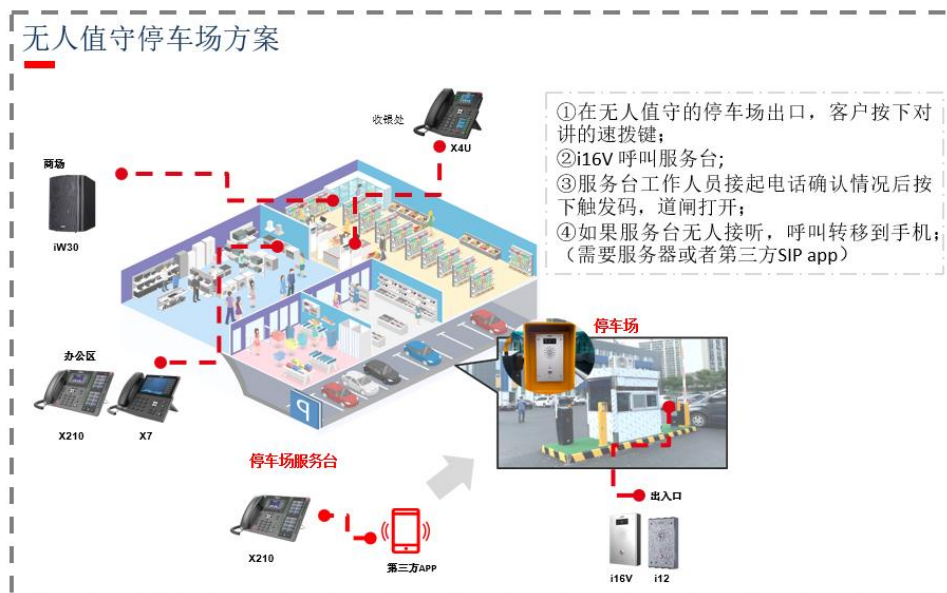 无人值守停车场方案
收银处
X4U
商场
iW30
①在无人值守的停车场出口，客户按下对
讲的速拨键；
②i16V 呼叫服务台;
③服务台工作人员接起电话确认情况后按
下触发码，道闸打开；
④如果服务台无人接听，呼叫转移到手机；
（需要服务器或者第三方SIP app）
停车场
办公区
X210
X7
P
停车场服务台
X210
第三方APP
出入口
i16V
i12